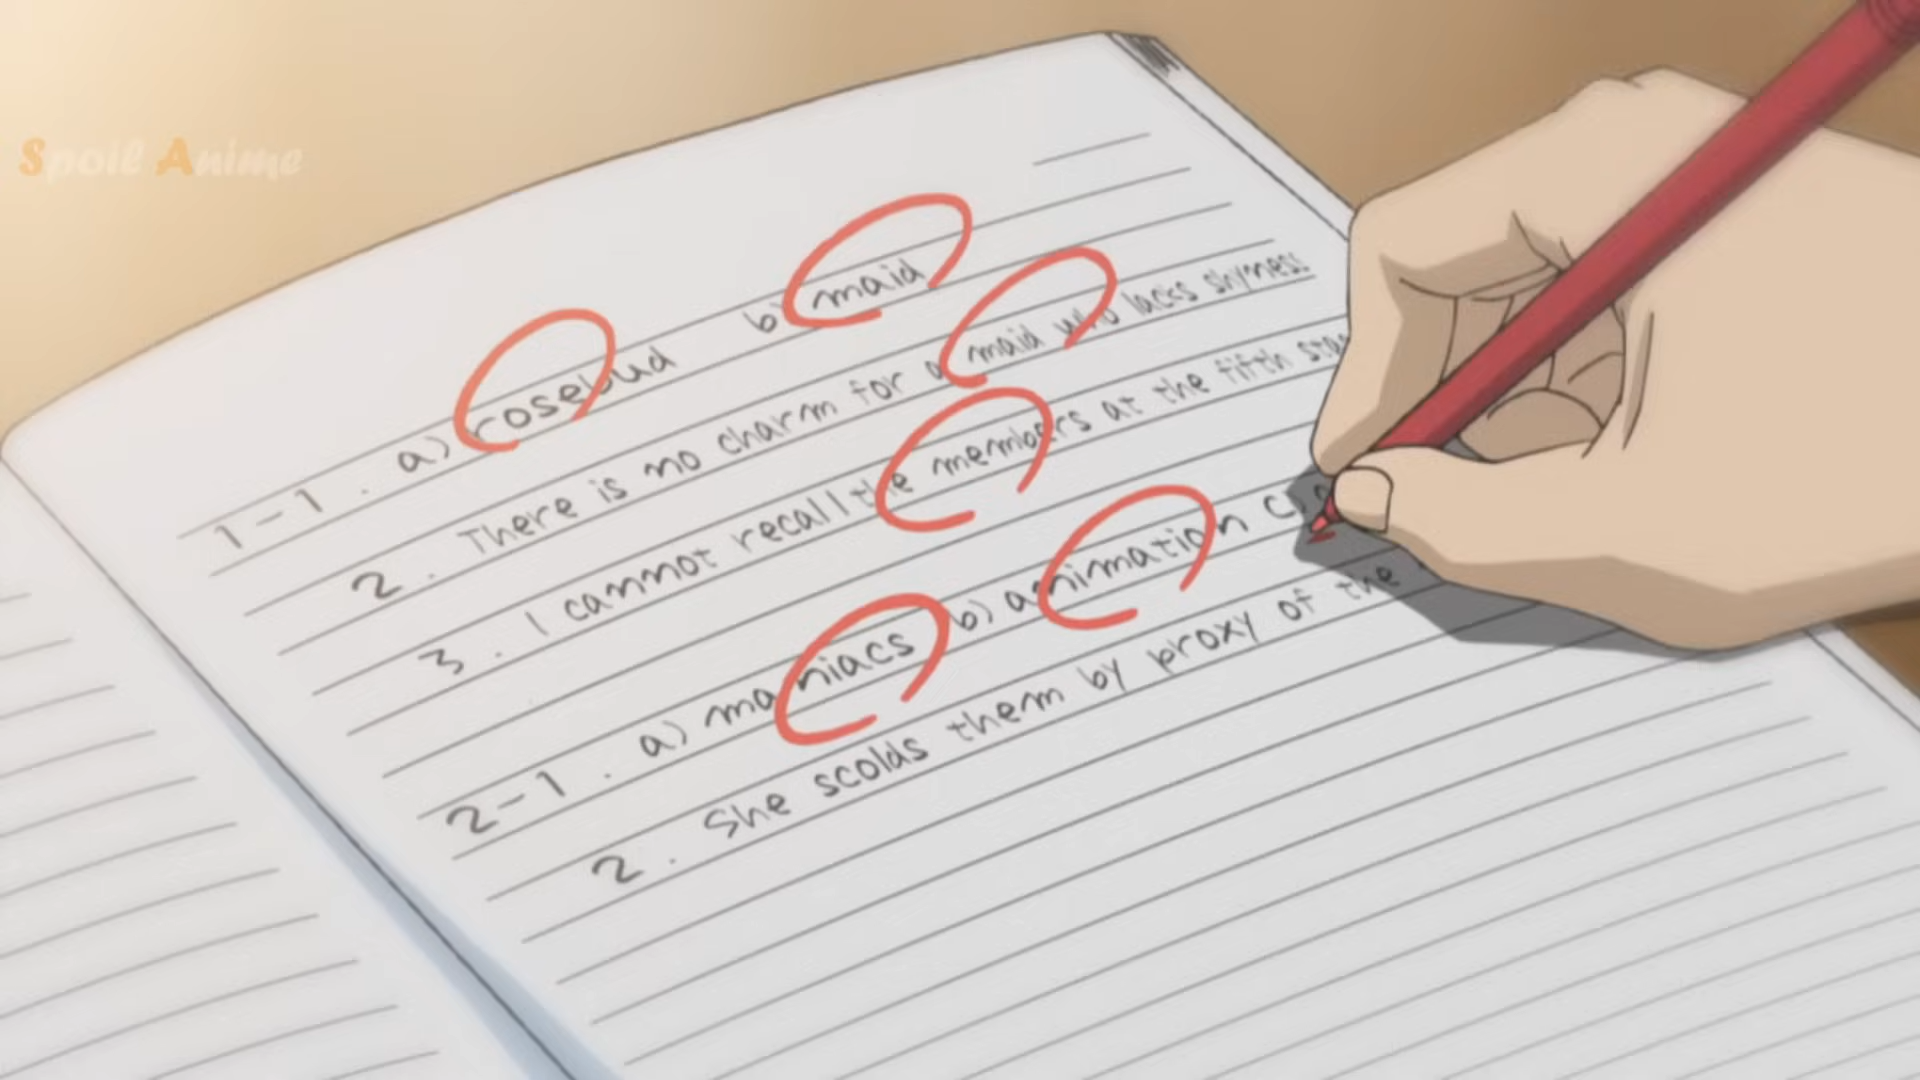 Spoil Anime
1-1. a) rosebud b) maid
2. There is no charm for a maid who lacks shyness
3. I cannot recall the members at the fifth
2-1. a) maniacs b) animation
2. She scolds them by proxy of the